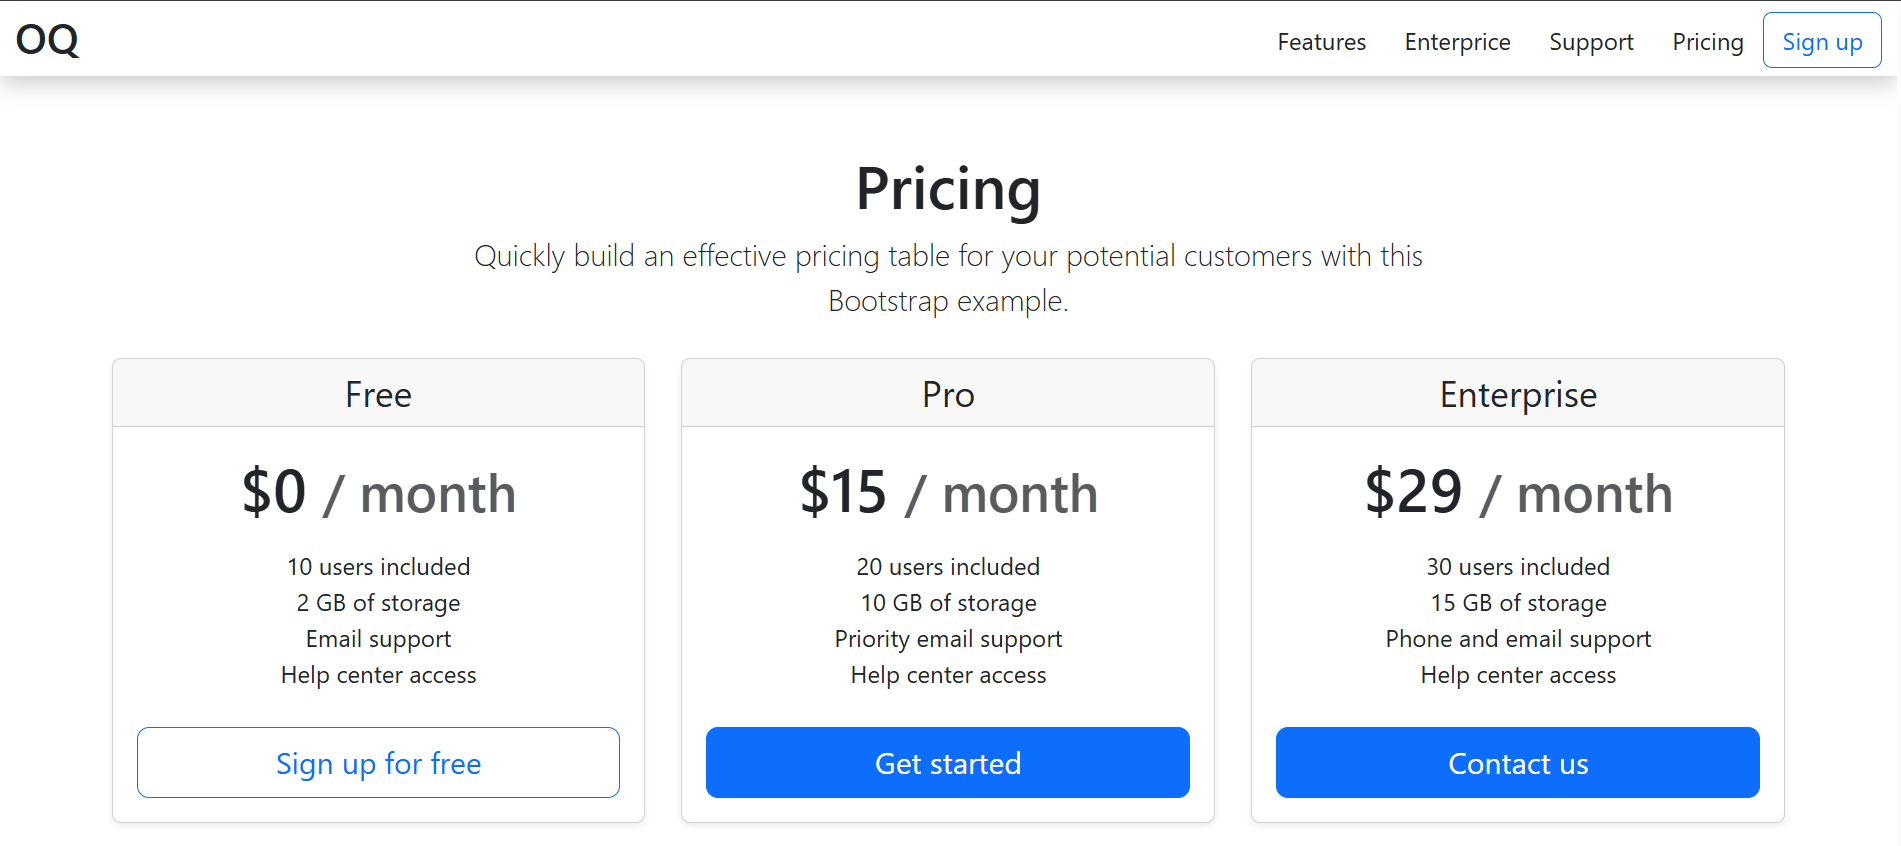 OQ
Features Enterprice Support Pricing Sign up
Pricing
Quickly build an effective pricing table for your potential customers with this
Bootstrap example.
Free
$0 / month
10 users included
2 GB of storage
Email support
Help center access
Sign up for free
Pro
$15 / month
20 users included
10 GB of storage
Priority email support
Help center access
Get started
Enterprise
$29 / month
30 users included
15 GB of storage
Phone and email support
Help center access
Contact us